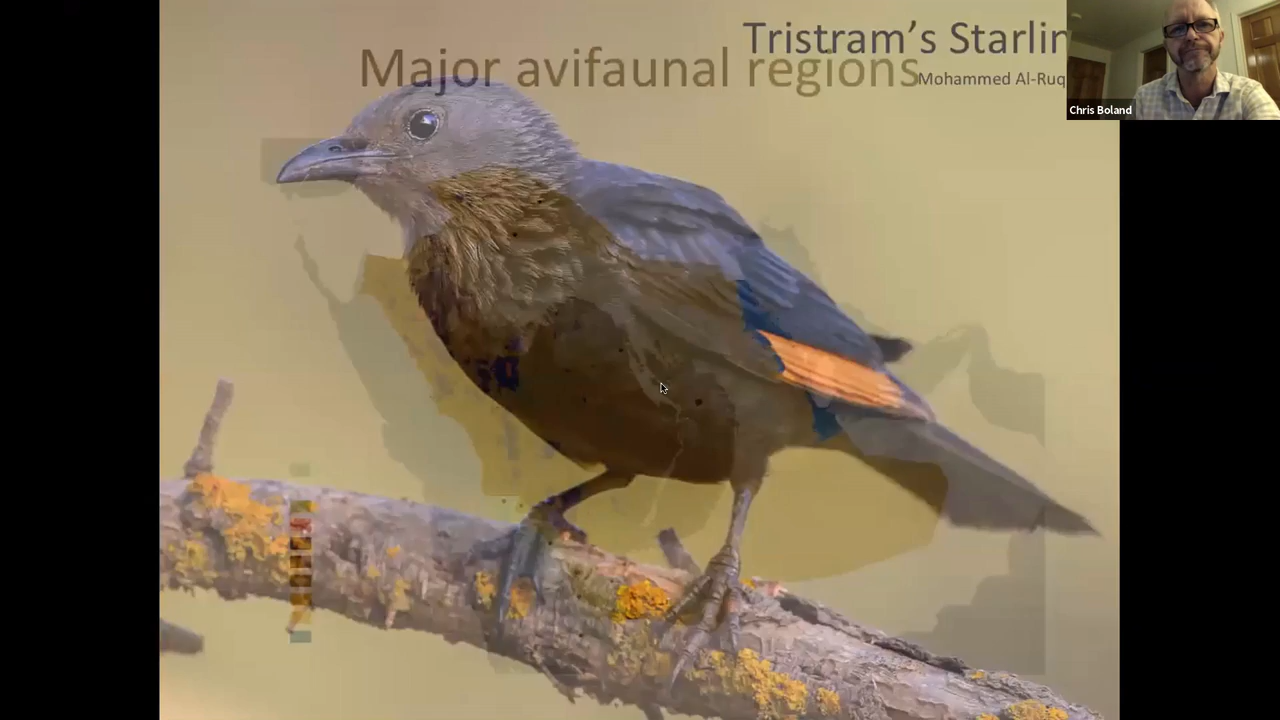 Tristram’s Starlin
Major avifaunal regions
Mohammed Al-Ruq
Chris Boland